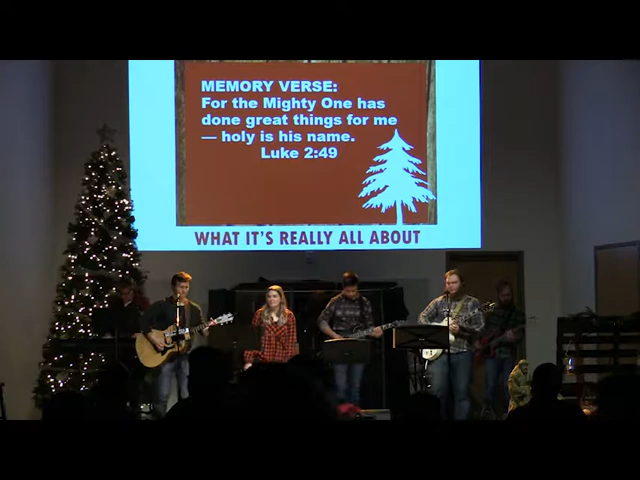 MEMORY VERSE:
For the Mighty One has
done great things for me
— holy is his name.
Luke 2:49
WHAT IT'S REALLY ALL ABOUT